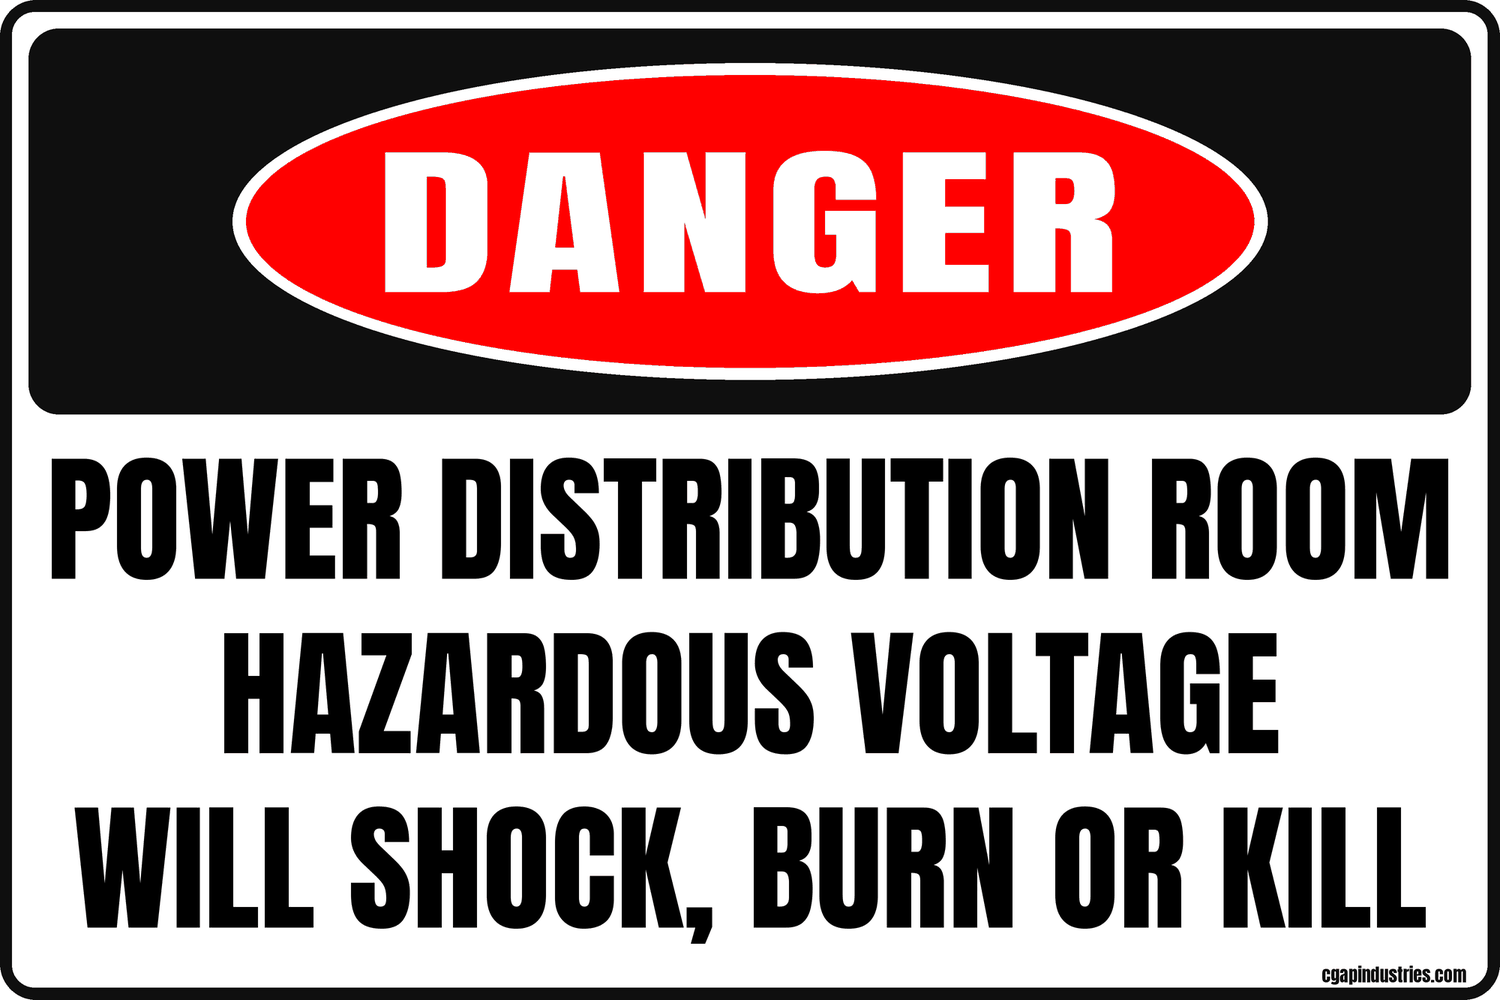 DANGER
POWER DISTRIBUTION ROOM
HAZARDOUS VOLTAGE
WILL SHOCK, BURN OR KILL
cgapindustries.com